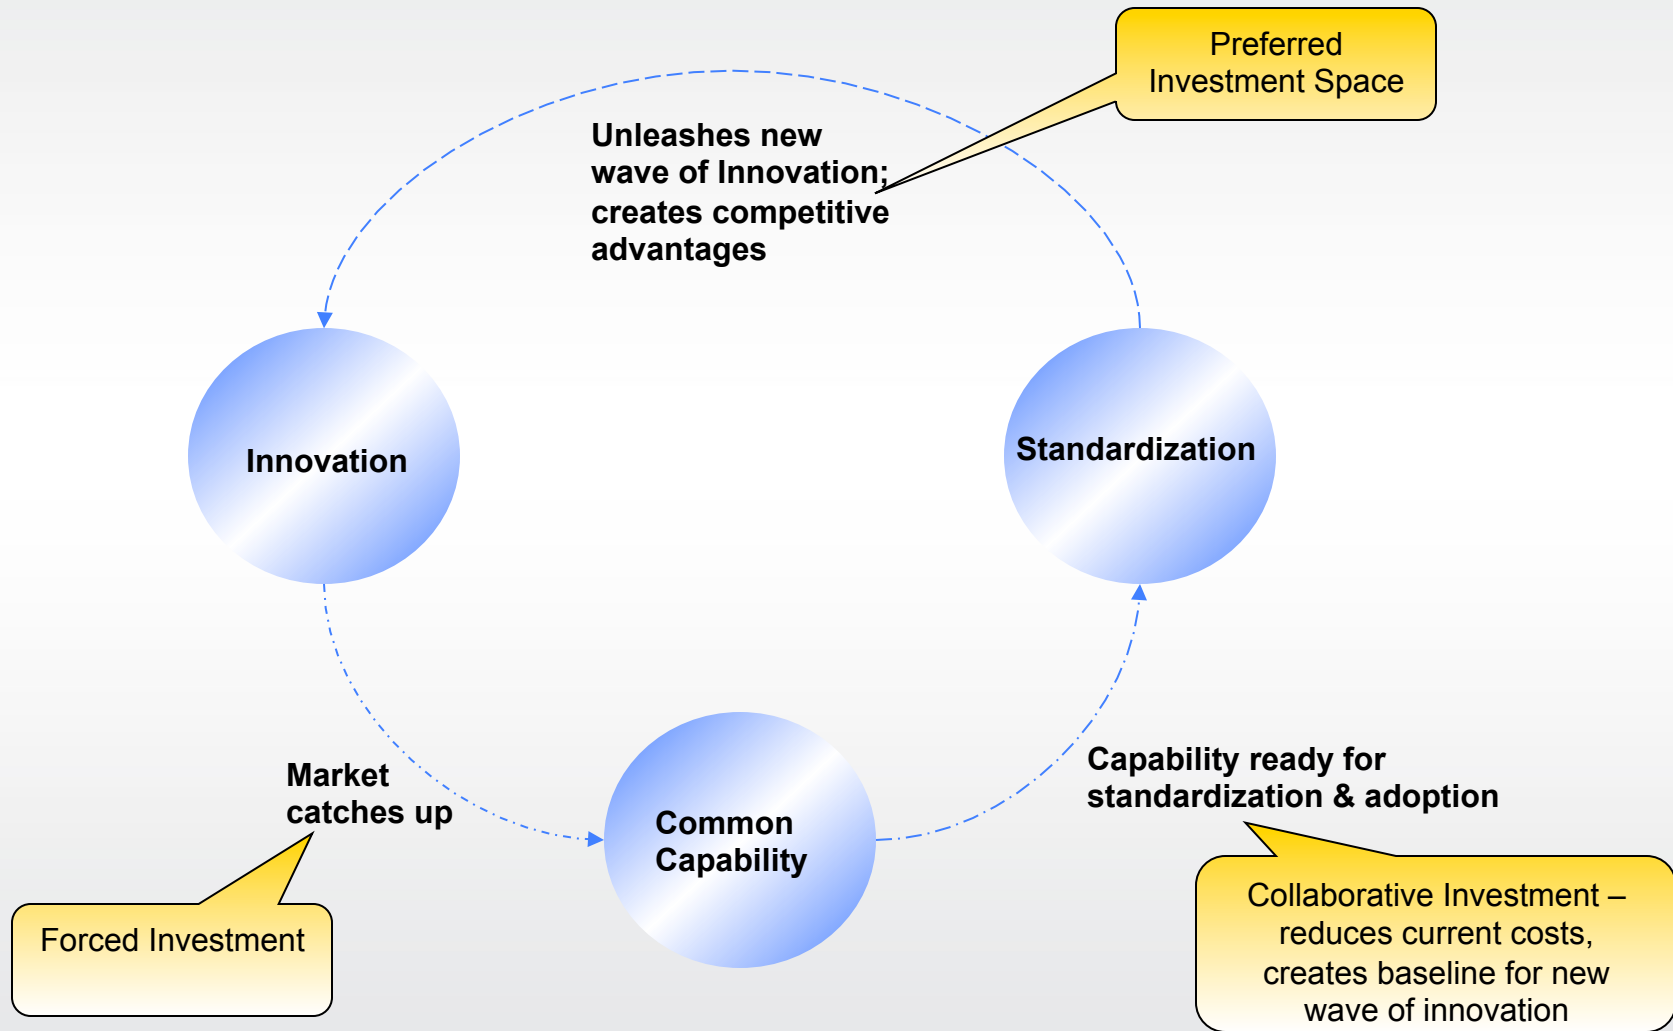 Preferred
Investment Space
Unleashes new
wave of Innovation;
creates competitive
advantages
Innovation
Standardization
Market
catches up
Common
Capability
Capability ready for
standardization & adoption
Forced Investment
Collaborative Investment –
reduces current costs,
creates baseline for new
wave of innovation